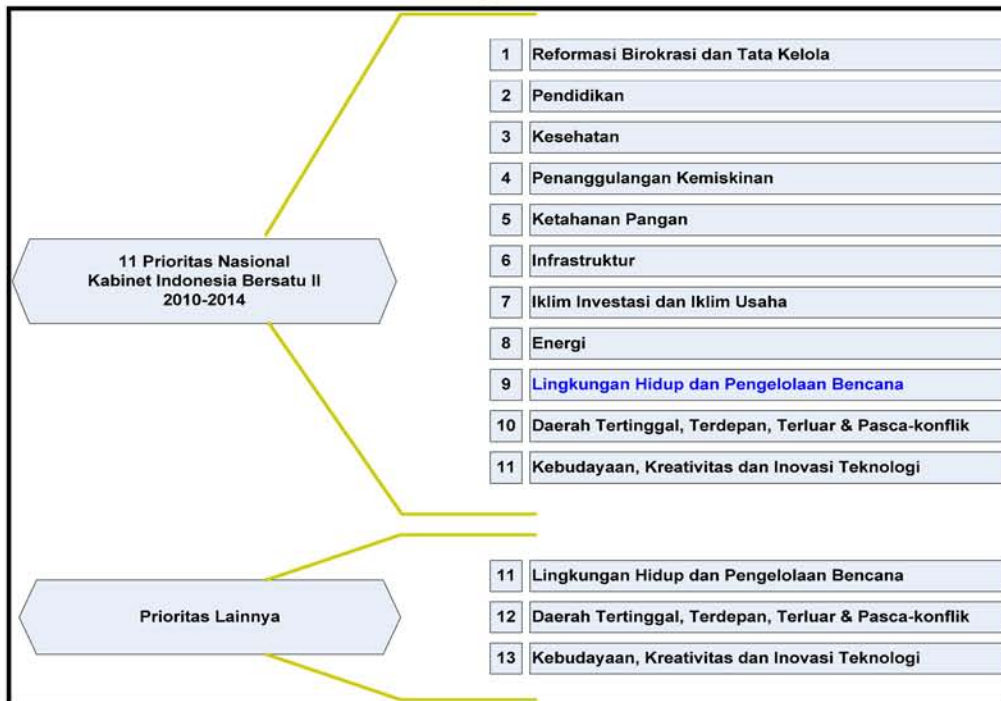 11 Prioritas Nasional
Kabinet Indonesia Bersatu II
2010-2014
1 Reformasi Birokrasi dan Tata Kelola
2 Pendidikan
3 Kesehatan
4 Penanggulangan Kemiskinan
5 Ketahanan Pangan
6 Infrastruktur
7 Iklim Investasi dan Iklim Usaha
8 Energi
9 Lingkungan Hidup dan Pengelolaan Bencana
10 Daerah Tertinggal, Terdepan, Terluar & Pasca-konflik
11 Kebudayaan, Kreativitas dan Inovasi Teknologi
Prioritas Lainnya
11 Lingkungan Hidup dan Pengelolaan Bencana
12 Daerah Tertinggal, Terdepan, Terluar & Pasca-konflik
13 Kebudayaan, Kreativitas dan Inovasi Teknologi